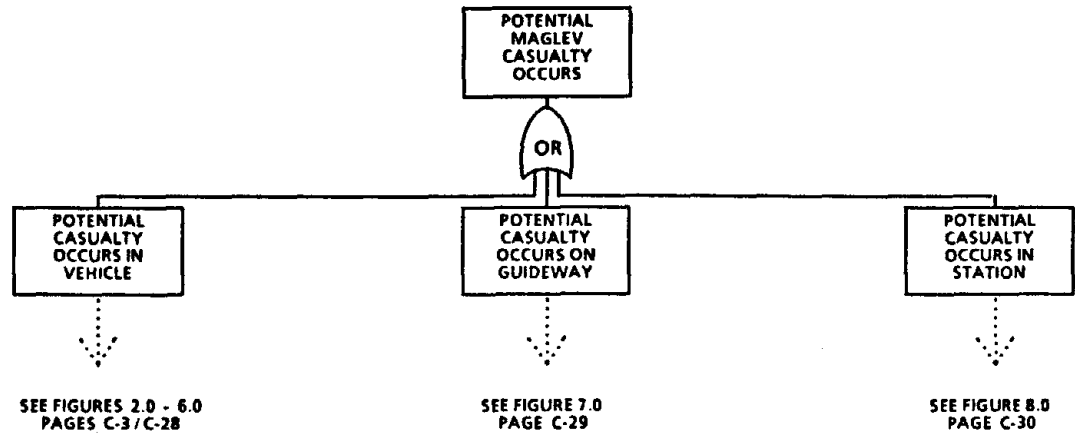 POTENTIAL
MAGLEV
CASUALTY
OCCURS
OR
POTENTIAL
CASUALTY
OCCURS IN
VEHICLE
POTENTIAL
CASUALTY
OCCURS ON
GUIDEWAY
POTENTIAL
CASUALTY
OCCURS IN
STATION
SEE FIGURES 2.0 - 6.0
PAGES C-3 / C-28
SEE FIGURE 7.0
PAGE C-29
SEE FIGURE 8.0
PAGE C-30